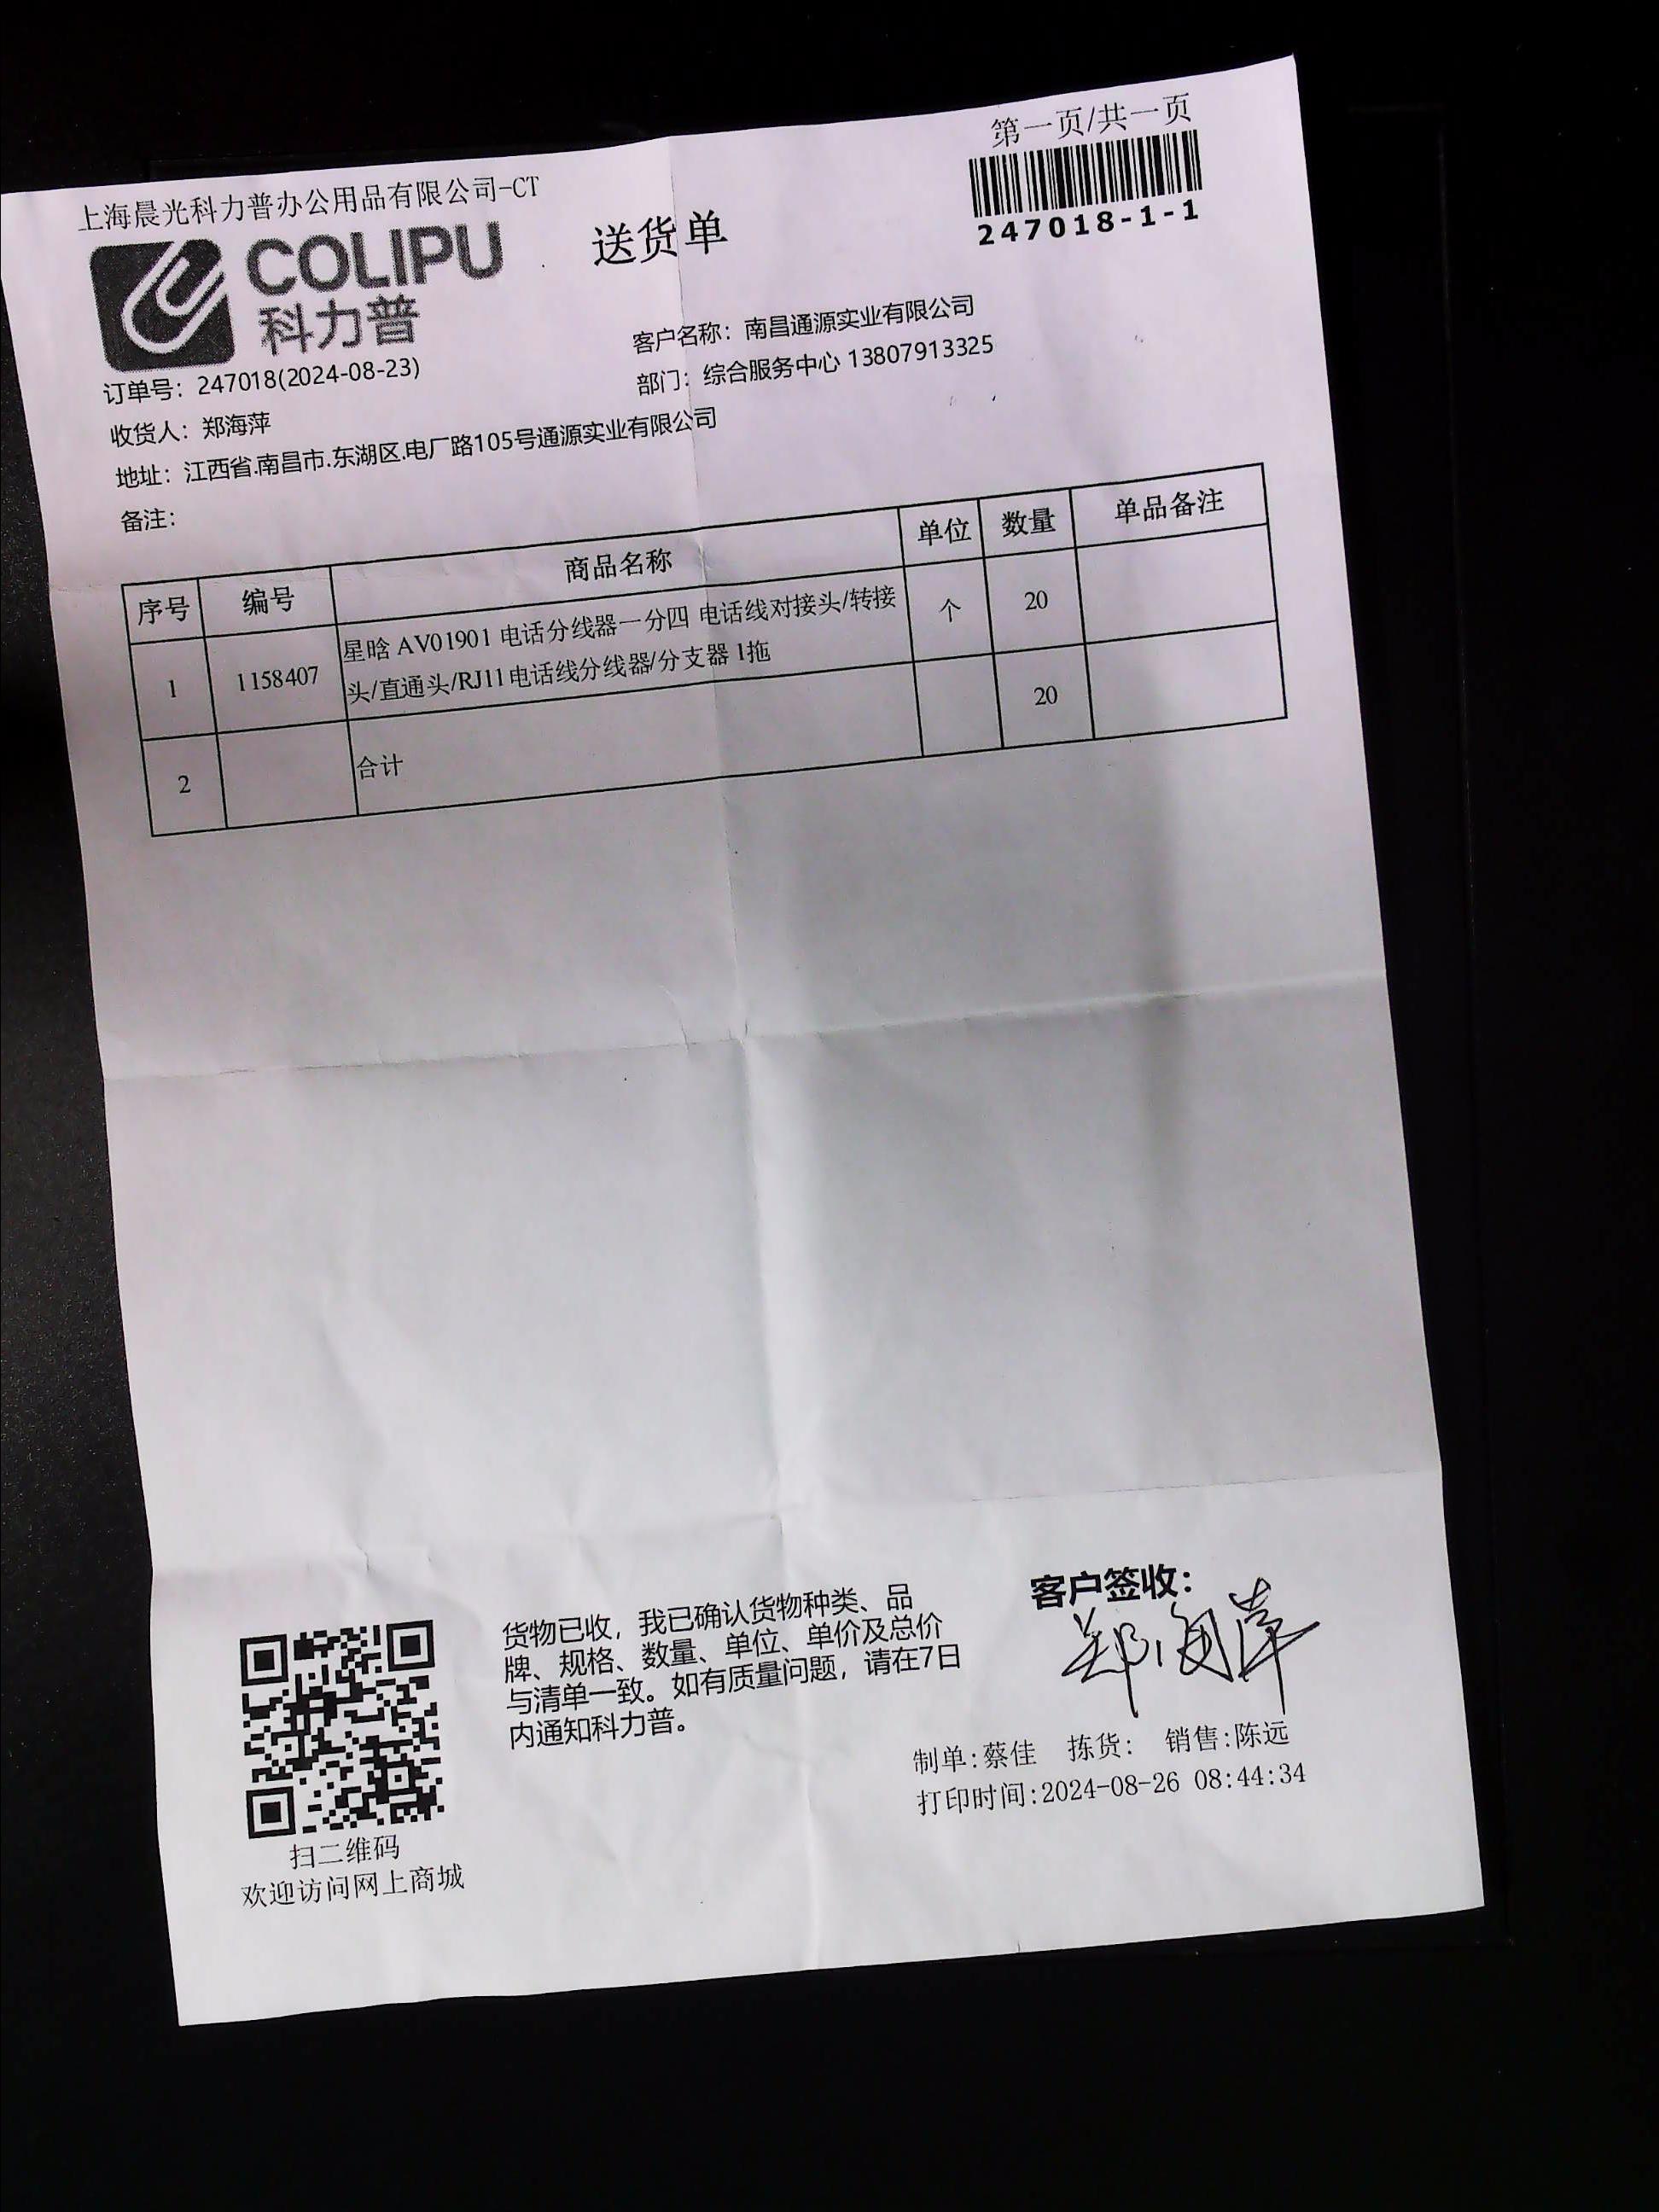 第一页/共一页
上海晨光科力普办公用品有限公司-CT
COLIPU
科力普
送货单
247018-1-1
订单号：247018(2024-08-23)
客户名称：南昌通源实业有限公司
收货人：郑海萍
部门：综合服务中心 13807913325
地址：江西省.南昌市.东湖区.电厂路105号通源实业有限公司
备注：
序号 编号 商品名称 单位 数量 单品备注
1 1158407 星晗 AV01901 电话分线器一分四 电话线对接头/转接 个 20
头/直通头/RJ11电话线分线器/分支器 1拖
2 合计 20
货物已收，我已确认货物种类、品
牌、规格、数量、单位、单价及总价
与清单一致。如有质量问题，请在7日
内通知科力普。
客户签收：
郑海萍
制单:蔡佳 拣货: 销售:陈远
打印时间:2024-08-26 08:44:34
扫二维码
欢迎访问网上商城